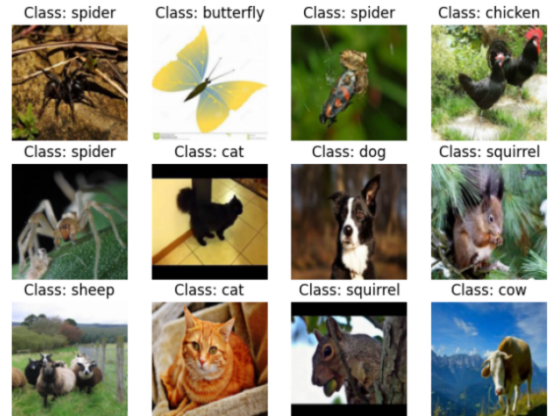 Class: spider
Class: butterfly
Class: spider
Class: chicken
Class: spider
Class: cat
Class: dog
Class: squirrel
Class: sheep
Class: cat
Class: squirrel
Class: cow